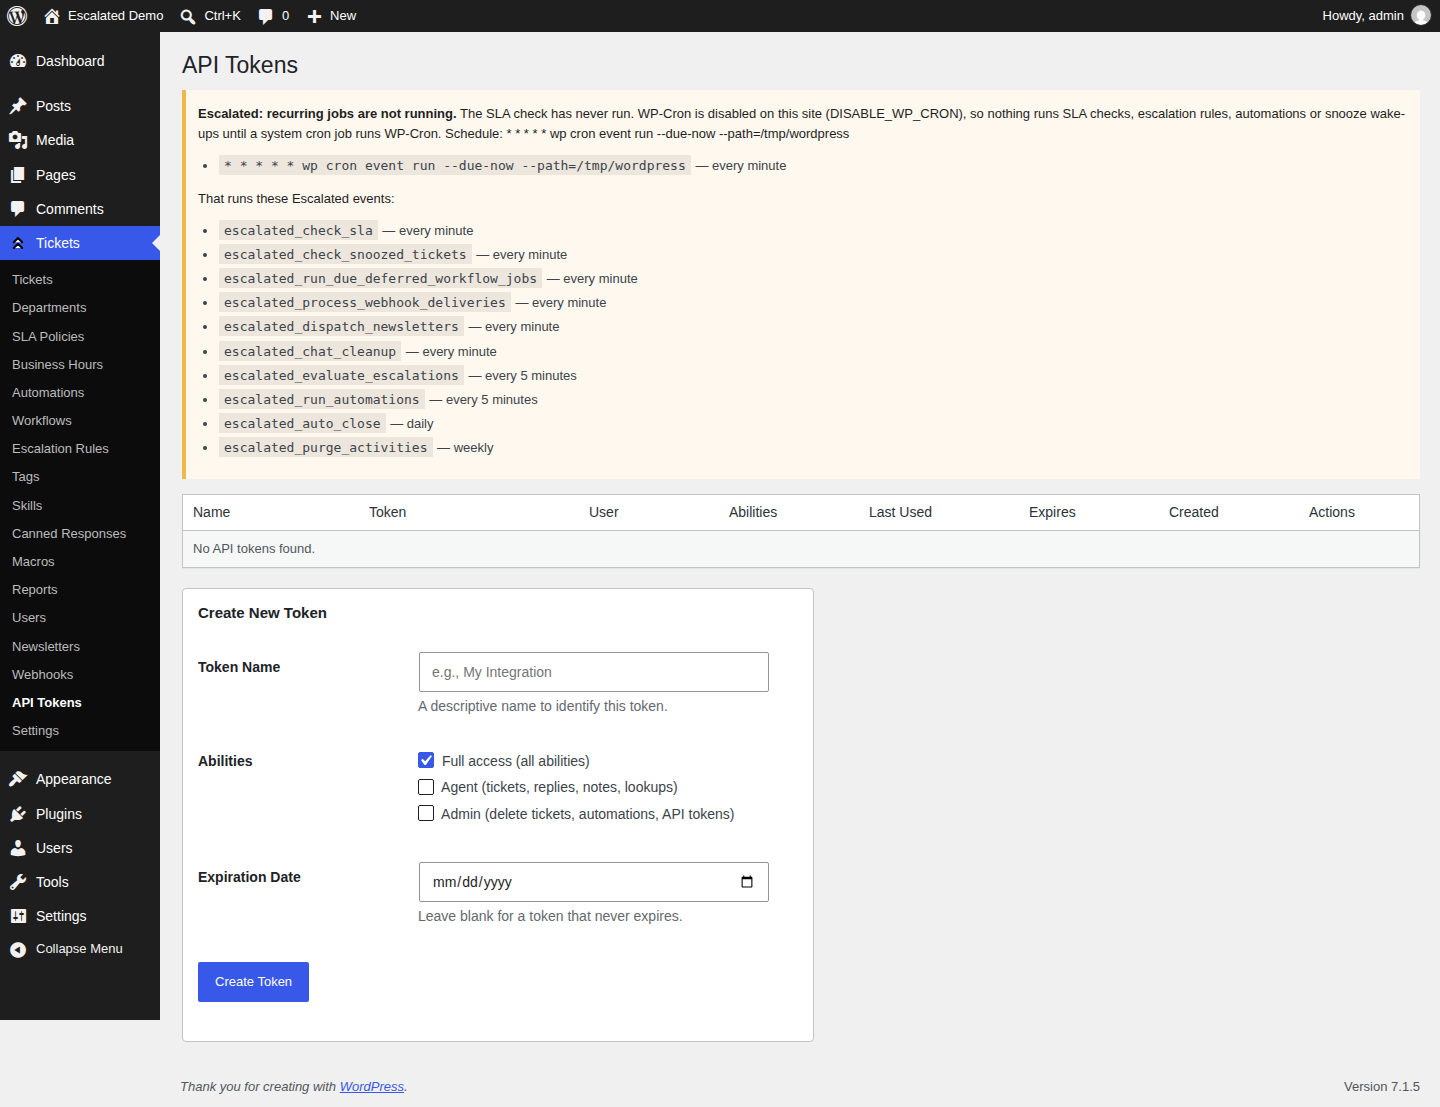 Escalated Demo Ctrl+K 0 New Howdy, admin
Dashboard
Posts
Media
Pages
Comments
Tickets
Tickets
Departments
SLA Policies
Business Hours
Automations
Workflows
Escalation Rules
Tags
Skills
Canned Responses
Macros
Reports
Users
Newsletters
Webhooks
API Tokens
Settings
Appearance
Plugins
Users
Tools
Settings
Collapse Menu
API Tokens
Escalated: recurring jobs are not running. The SLA check has never run. WP-Cron is disabled on this site (DISABLE_WP_CRON), so nothing runs SLA checks, escalation rules, automations or snooze wake-
ups until a system cron job runs WP-Cron. Schedule: * * * * * wp cron event run --due-now --path=/tmp/wordpress
• * * * * * wp cron event run --due-now --path=/tmp/wordpress — every minute
That runs these Escalated events:
• escalated_check_sla — every minute
• escalated_check_snoozed_tickets — every minute
• escalated_run_due_deferred_workflow_jobs — every minute
• escalated_process_webhook_deliveries — every minute
• escalated_dispatch_newsletters — every minute
• escalated_chat_cleanup — every minute
• escalated_evaluate_escalations — every 5 minutes
• escalated_run_automations — every 5 minutes
• escalated_auto_close — daily
• escalated_purge_activities — weekly
Name Token User Abilities Last Used Expires Created Actions
No API tokens found.
Create New Token
Token Name
e.g., My Integration
A descriptive name to identify this token.
Abilities
Full access (all abilities)
Agent (tickets, replies, notes, lookups)
Admin (delete tickets, automations, API tokens)
Expiration Date
mm/dd/yyyy
Leave blank for a token that never expires.
Create Token
Thank you for creating with WordPress. Version 7.1.5